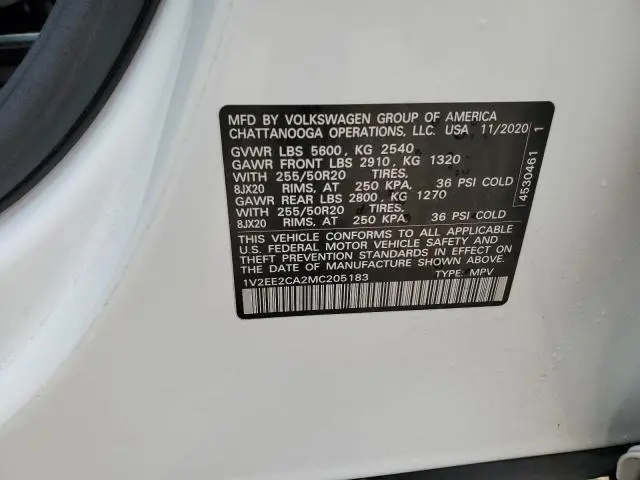 MFD BY VOLKSWAGEN GROUP OF AMERICA
CHATTANOOGA OPERATIONS, LLC. USA 11/2020
GVWR LBS 5600, KG 2540
GAWR FRONT LBS 2910, KG 1320
WITH 255/50R20 TIRES,
8JX20 RIMS, AT 250 KPA, 36 PSI COLD
GAWR REAR LBS 2800, KG 1270
WITH 255/50R20 TIRES,
8JX20 RIMS, AT 250 KPA, 36 PSI COLD
THIS VEHICLE CONFORMS TO ALL APPLICABLE
U.S. FEDERAL MOTOR VEHICLE SAFETY AND
THEFT PREVENTION STANDARDS IN EFFECT ON
THE DATE OF MANUFACTURE SHOWN ABOVE.
1V2EE2CA2MC205183 TYPE: MPV
4530461 1